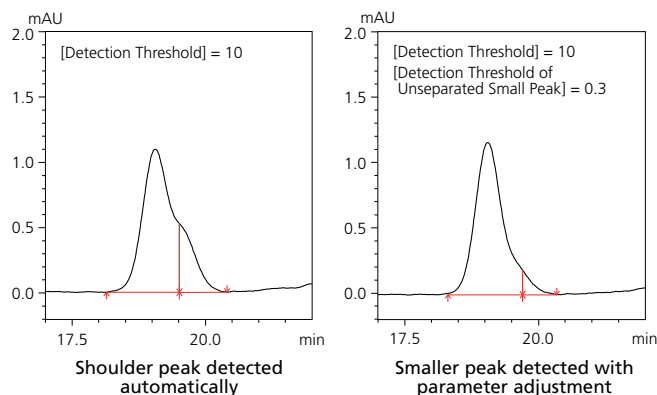 mAU
2.0
[Detection Threshold] = 10
1.5
1.0
0.5
0.0
17.5 20.0 min
Shoulder peak detected
automatically
mAU
2.0
[Detection Threshold] = 10
[Detection Threshold of
Unseparated Small Peak] = 0.3
1.5
1.0
0.5
0.0
17.5 20.0 min
Smaller peak detected with
parameter adjustment